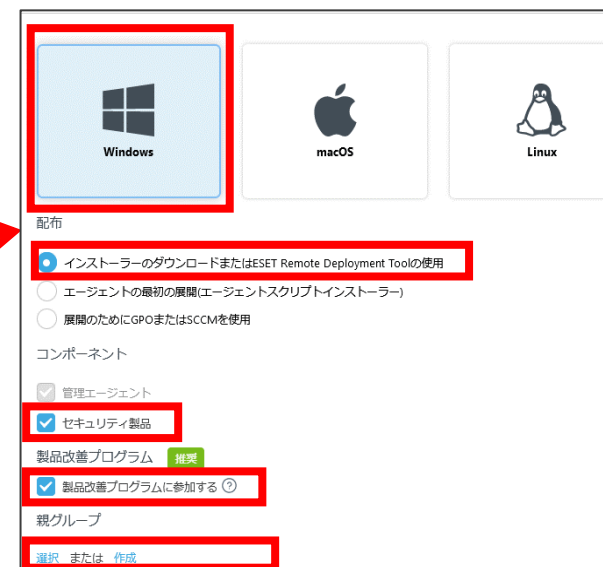 Windows
macOS
Linux
配布
インストーラーのダウンロードまたはESET Remote Deployment Toolの使用
エージェントの最初の展開(エージェントスクリプトインストーラー)
展開のためにGPOまたはSCCMを使用
コンポーネント
管理エージェント
セキュリティ製品
製品改善プログラム 推奨
製品改善プログラムに参加する ?
親グループ
選択 または 作成